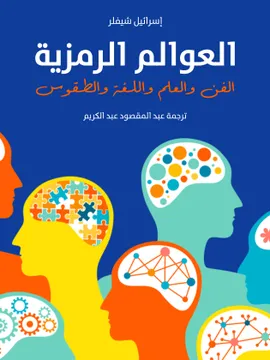 إسرائيل شيفلر
العوالم الرمزية
الفن والعلم واللغة والطقوس
ترجمة عبد المقصود عبد الكريم